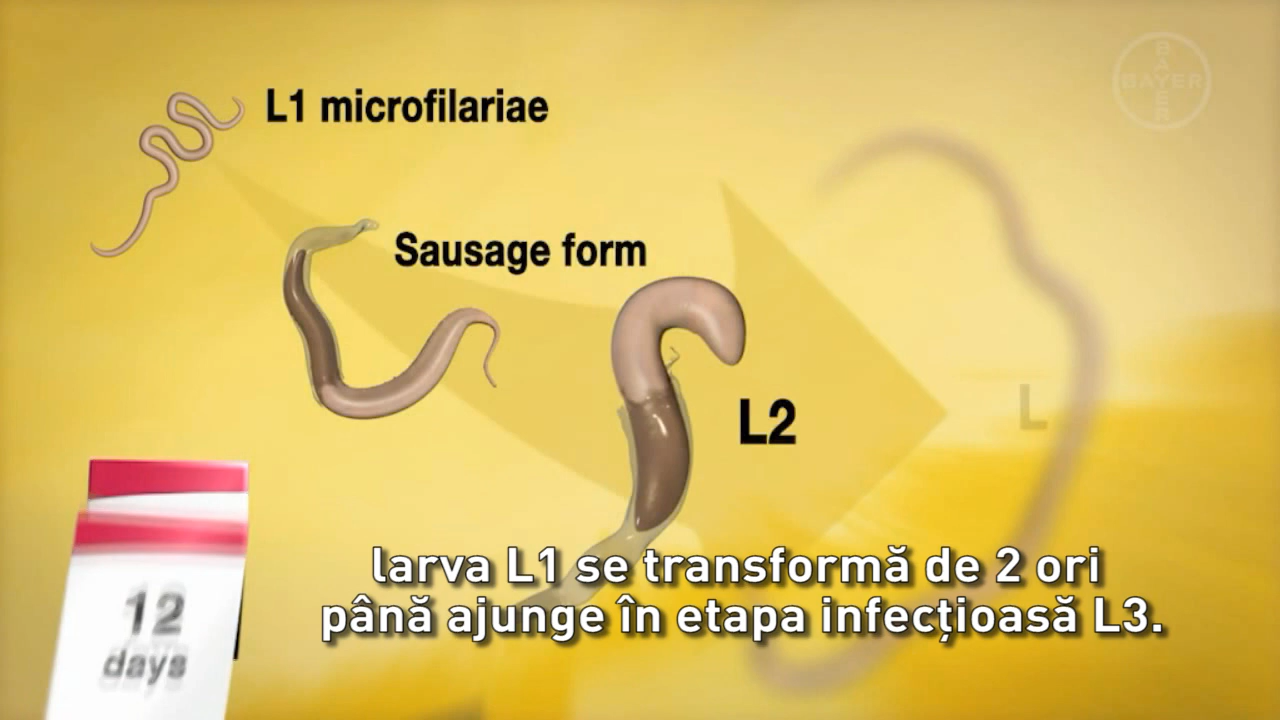 BAYER
BAYER
L1 microfilariae
Sausage form
L2
L
12
days
larva L1 se transformă de 2 ori
până ajunge în etapa infecțioasă L3.